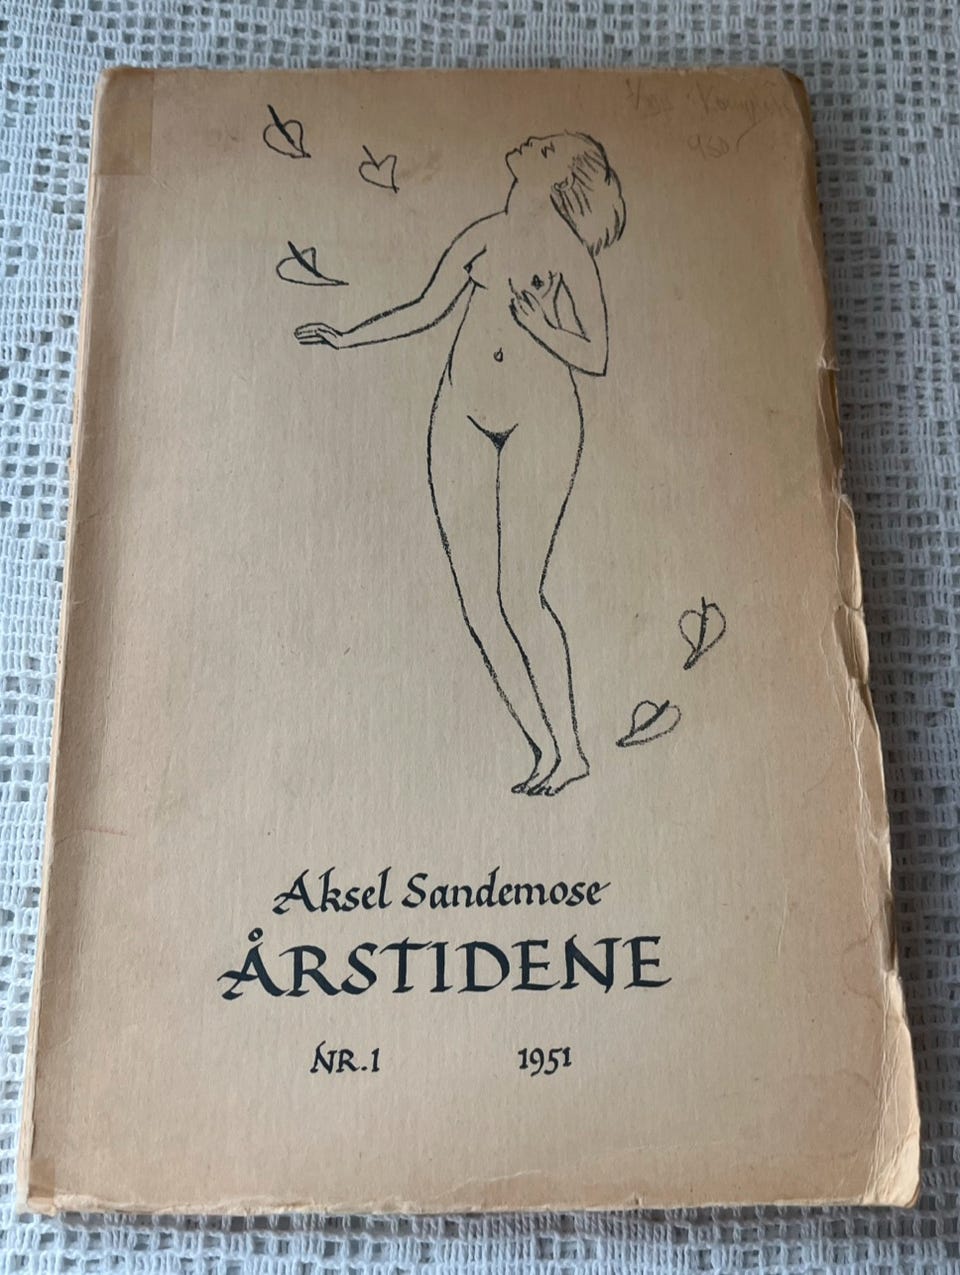 Aksel Sandemose
ÅRSTIDENE
NR.1 1951